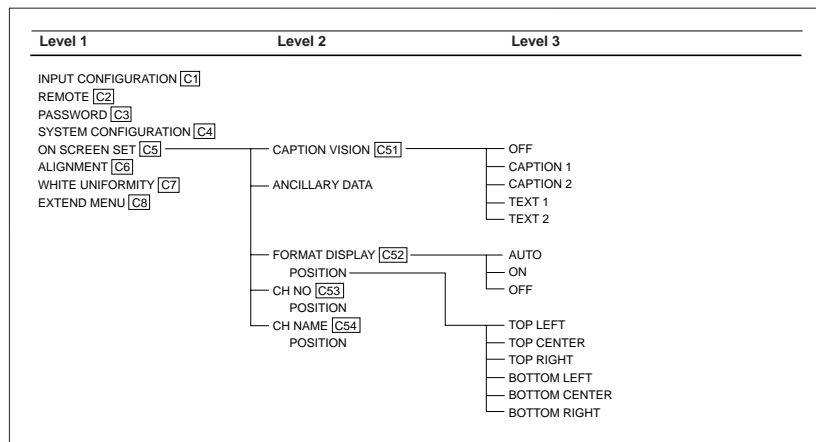 Level 1 Level 2 Level 3
INPUT CONFIGURATION C1
REMOTE C2
PASSWORD C3
SYSTEM CONFIGURATION C4
ON SCREEN SET C5
ALIGNMENT C6
WHITE UNIFORMITY C7
EXTEND MENU C8
CAPTION VISION C51
ANCILLARY DATA
FORMAT DISPLAY C52
POSITION
CH NO C53
POSITION
CH NAME C54
POSITION
OFF
CAPTION 1
CAPTION 2
TEXT 1
TEXT 2
AUTO
ON
OFF
TOP LEFT
TOP CENTER
TOP RIGHT
BOTTOM LEFT
BOTTOM CENTER
BOTTOM RIGHT